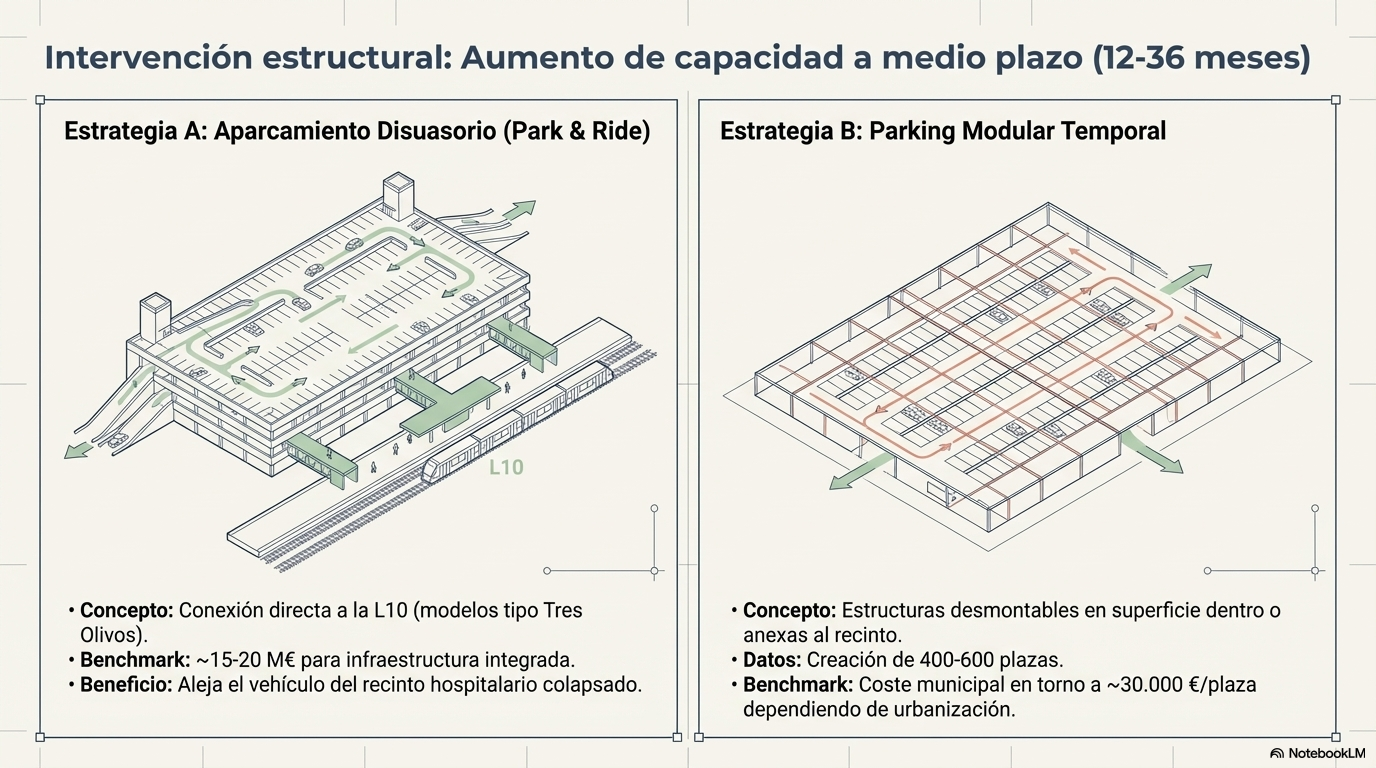 Intervención estructural: Aumento de capacidad a medio plazo (12-36 meses)
Estrategia A: Aparcamiento Disuasorio (Park & Ride)
L10
• Concepto: Conexión directa a la L10 (modelos tipo Tres
Olivos).
• Benchmark: ~15-20 M€ para infraestructura integrada.
• Beneficio: Aleja el vehículo del recinto hospitalario colapsado.
Estrategia B: Parking Modular Temporal
• Concepto: Estructuras desmontables en superficie dentro o
anexas al recinto.
• Datos: Creación de 400-600 plazas.
• Benchmark: Coste municipal en torno a ~30.000 €/plaza
dependiendo de urbanización.
NotebookLM